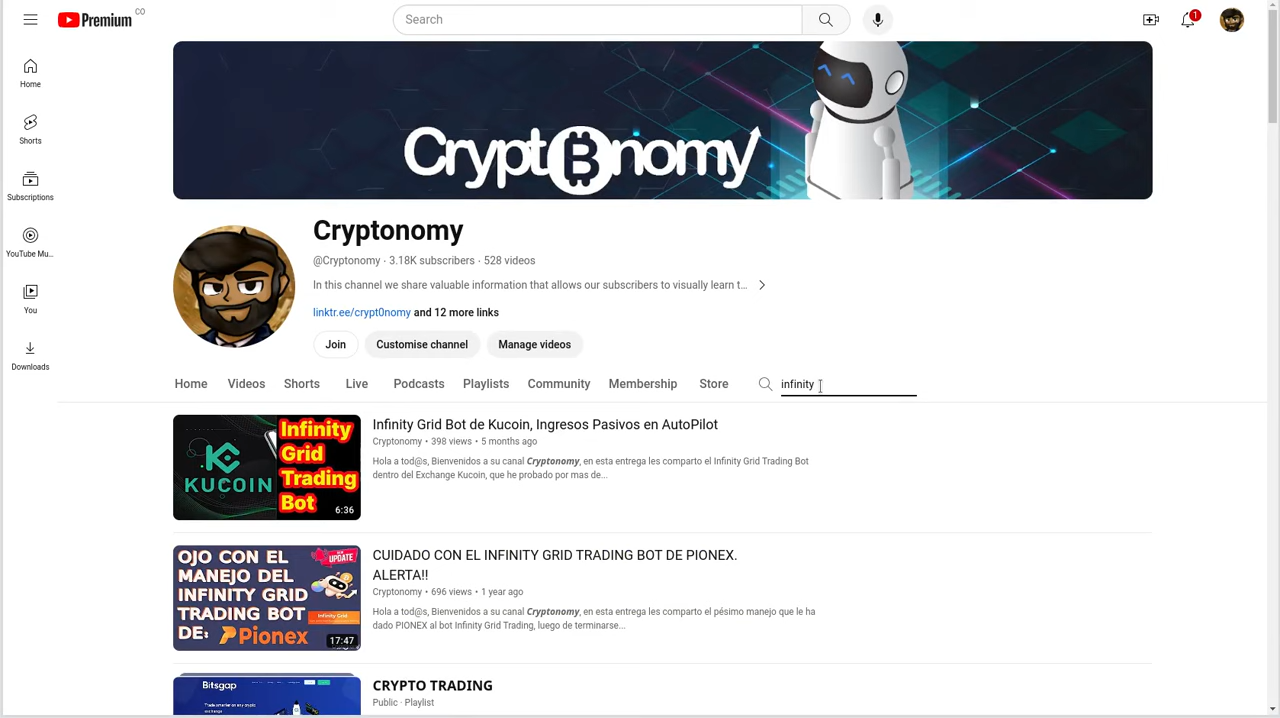 Premium CO
Search
1
Home
Shorts
Subscriptions
YouTube Mu...
You
Downloads
Crypt₿nomy
Cryptonomy
@Cryptonomy · 3.18K subscribers · 528 videos
In this channel we share valuable information that allows our subscribers to visually learn t...
linktr.ee/crypt0nomy and 12 more links
Join Customise channel Manage videos
Home Videos Shorts Live Podcasts Playlists Community Membership Store infinity
Infinity
Grid
Trading
Bot
KUCOIN
6:36
Infinity Grid Bot de Kucoin, Ingresos Pasivos en AutoPilot
Cryptonomy • 398 views • 5 months ago
Hola a tod@s, Bienvenidos a su canal Cryptonomy, en esta entrega les comparto el Infinity Grid Trading Bot
dentro del Exchange Kucoin, que he probado por mas de...
OJO CON EL
MANEJO DEL
INFINITY GRID
TRADING BOT
DE: Pionex
UPDATE
Infinity Grid
17:47
CUIDADO CON EL INFINITY GRID TRADING BOT DE PIONEX.
ALERTA!!
Cryptonomy • 696 views • 1 year ago
Hola a tod@s, Bienvenidos a su canal Cryptonomy, en esta entrega les comparto el pésimo manejo que le ha
dado PIONEX al bot Infinity Grid Trading, luego de terminarse...
Bitsgap
CRYPTO TRADING
Public · Playlist